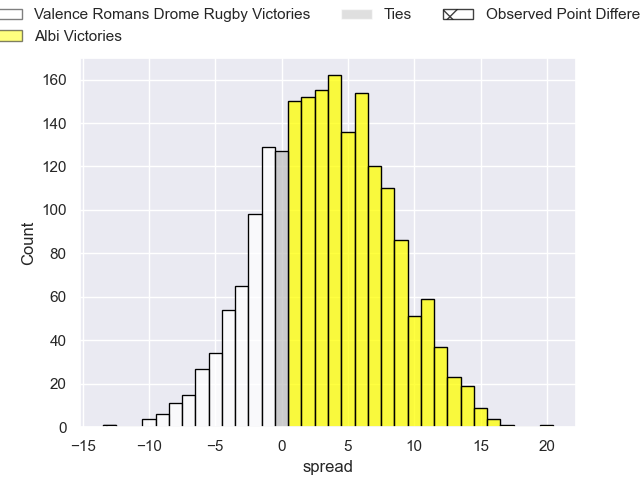 Valence Romans Drome Rugby Victories Ties Observed Point Differe
Albi Victories
160
140
120
100
80
60
40
20
0
Count
−15 −10 −5 0 5 10 15 20
spread